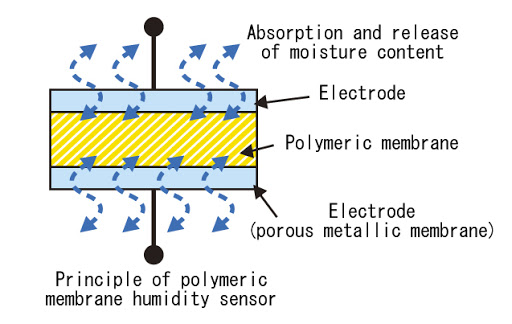 Absorption and release
of moisture content
Electrode
Polymeric membrane
Electrode
(porous metallic membrane)
Principle of polymeric
membrane humidity sensor